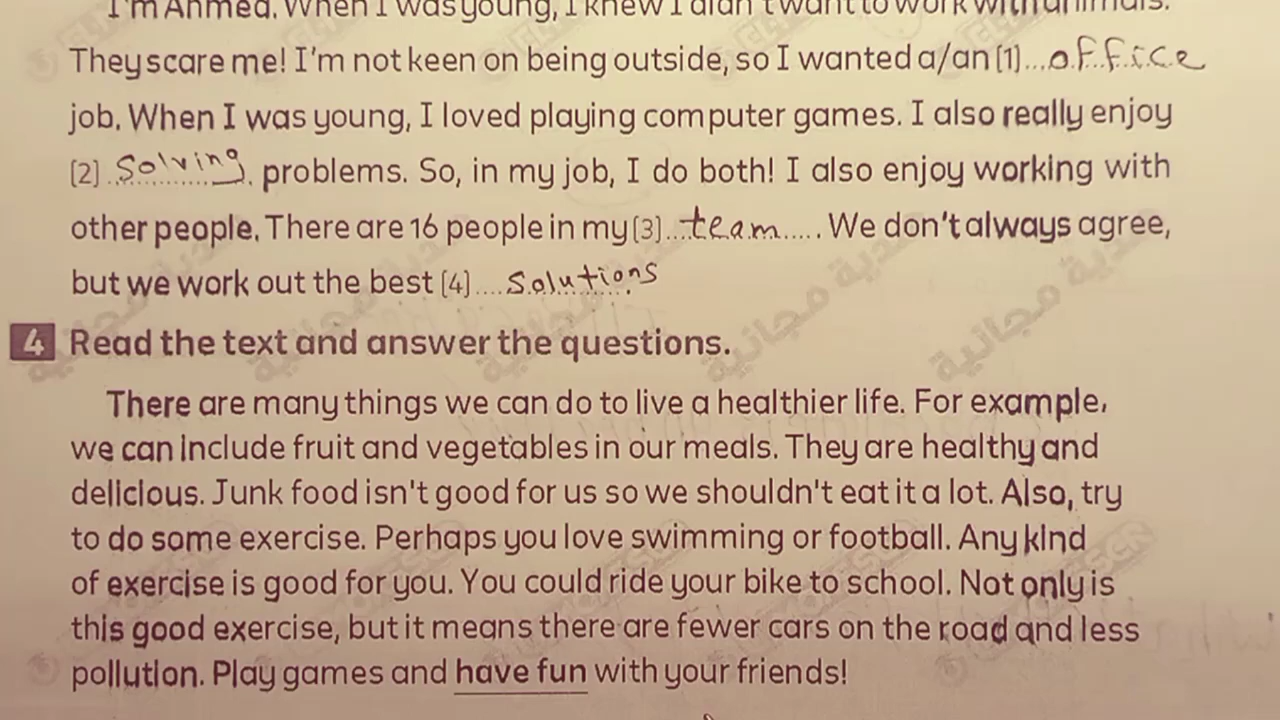 I'm Ahmed. When I was young, I knew I didn't want to work with animals.
They scare me! I'm not keen on being outside, so I wanted a/an (1)...office
job. When I was young, I loved playing computer games. I also really enjoy
(2) Solving problems. So, in my job, I do both! I also enjoy working with
other people. There are 16 people in my (3)...team..... We don't always agree,
but we work out the best (4)....Solutions
4 Read the text and answer the questions.
There are many things we can do to live a healthier life. For example,
we can include fruit and vegetables in our meals. They are healthy and
delicious. Junk food isn't good for us so we shouldn't eat it a lot. Also, try
to do some exercise. Perhaps you love swimming or football. Any kind
of exercise is good for you. You could ride your bike to school. Not only is
this good exercise, but it means there are fewer cars on the road and less
pollution. Play games and have fun with your friends!